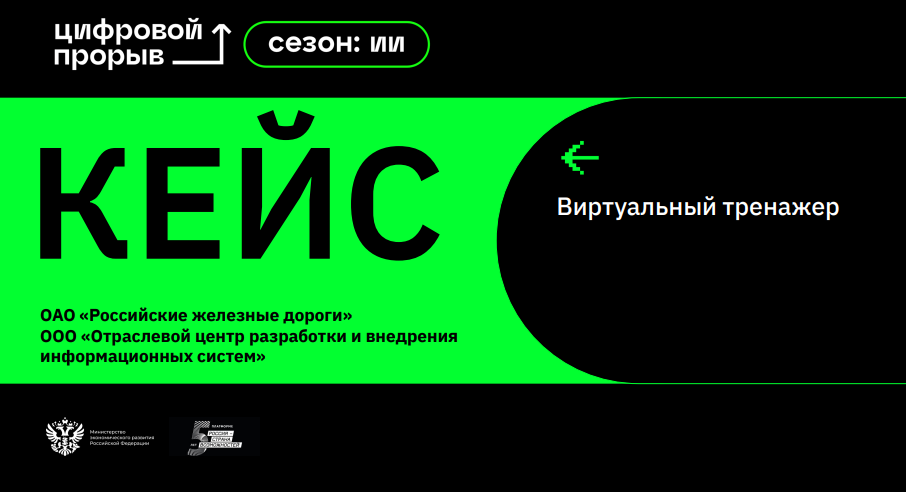 цифровой
прорыв
сезон: ИИ
КЕЙС
Виртуальный тренажер
ОАО «Российские железные дороги»
ООО «Отраслевой центр разработки и внедрения
информационных систем»
Министерство
экономического развития
Российской Федерации
ПЛАТФОРМЕ
5
ЛЕТ
РОССИЯ –
СТРАНА
ВОЗМОЖНОСТЕЙ